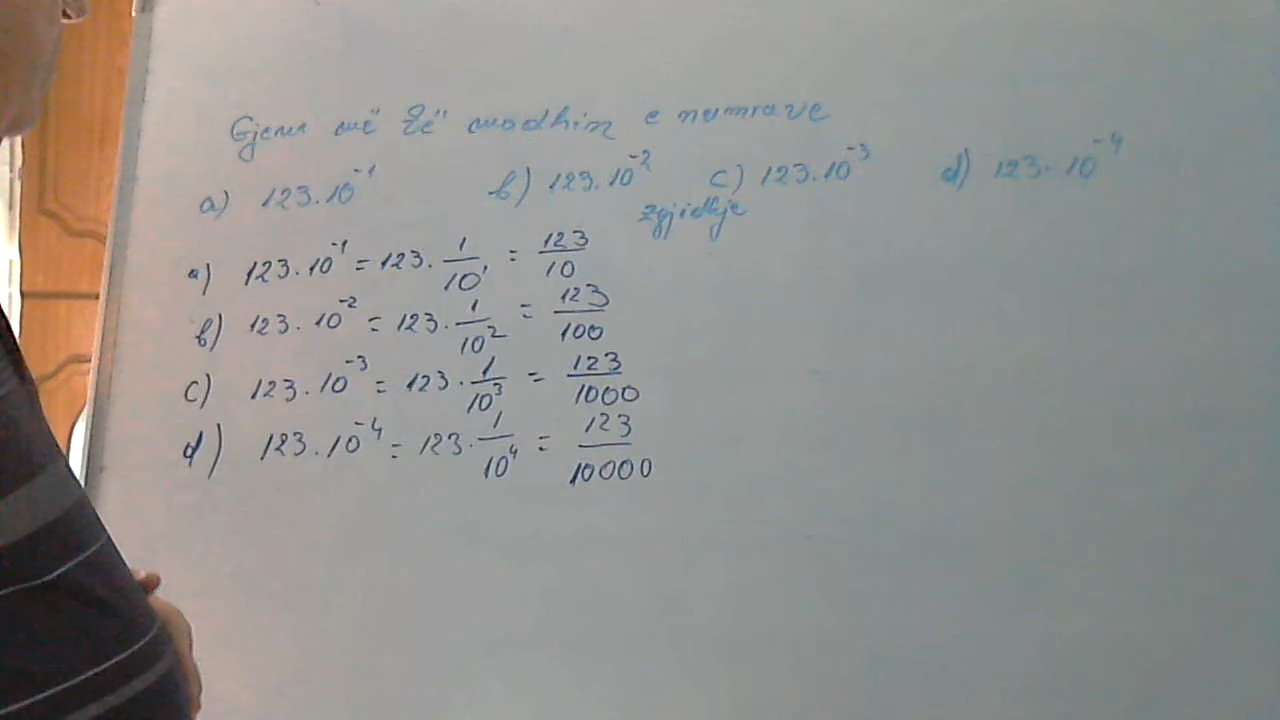 Gjeni më të madhin e numrave
a) 123.10⁻¹ b) 123.10⁻² c) 123.10⁻³ d) 123.10⁻⁴
zgjidhje
a) 123.10⁻¹ = 123. 1/10¹ = 123/10
b) 123.10⁻² = 123. 1/10² = 123/100
c) 123.10⁻³ = 123. 1/10³ = 123/1000
d) 123.10⁻⁴ = 123. 1/10⁴ = 123/10000